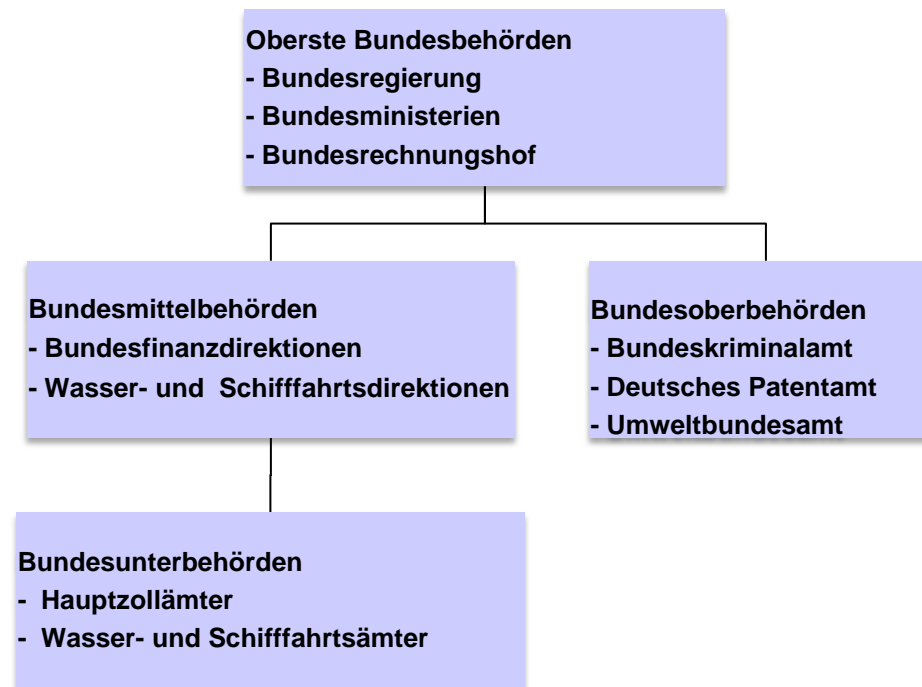 Oberste Bundesbehörden
- Bundesregierung
- Bundesministerien
- Bundesrechnungshof
Bundesmittelbehörden
- Bundesfinanzdirektionen
- Wasser- und Schifffahrtsdirektionen
Bundesoberbehörden
- Bundeskriminalamt
- Deutsches Patentamt
- Umweltbundesamt
Bundesunterbehörden
- Hauptzollämter
- Wasser- und Schifffahrtsämter